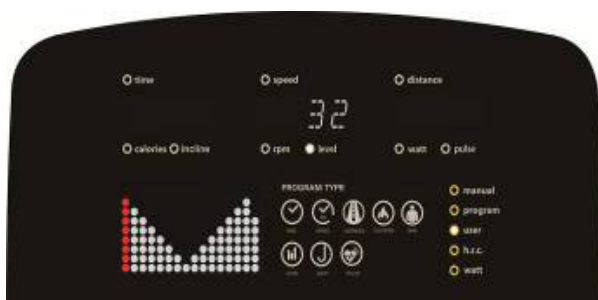 time speed distance
32
calories incline rpm level watt pulse
PROGRAM TYPE
manual
program
user
h.r.c.
watt